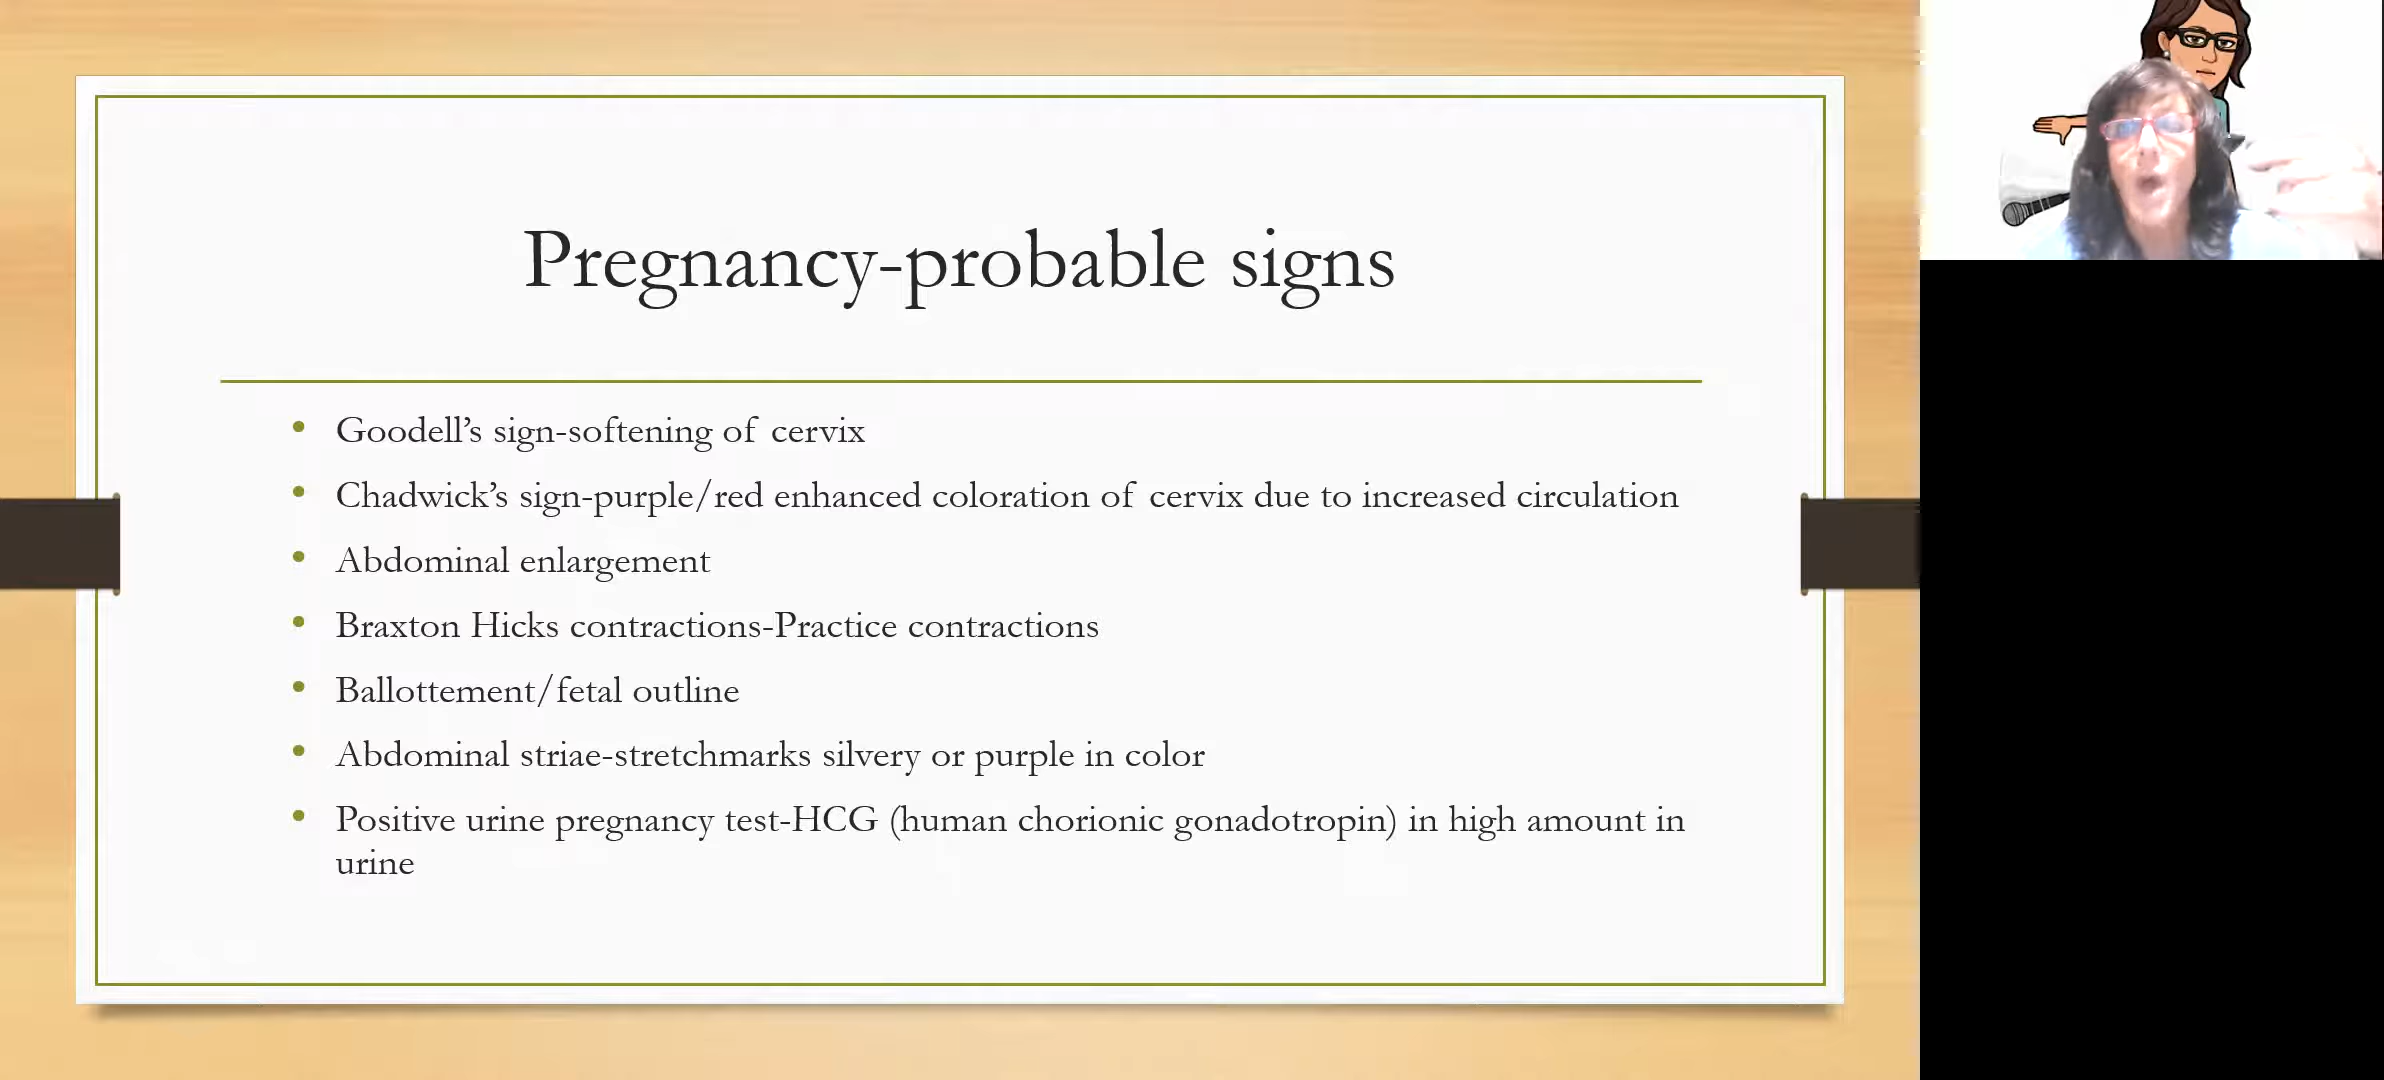 Pregnancy-probable signs
• Goodell’s sign-softening of cervix
• Chadwick’s sign-purple/red enhanced coloration of cervix due to increased circulation
• Abdominal enlargement
• Braxton Hicks contractions-Practice contractions
• Ballottement/fetal outline
• Abdominal striae-stretchmarks silvery or purple in color
• Positive urine pregnancy test-HCG (human chorionic gonadotropin) in high amount in
urine